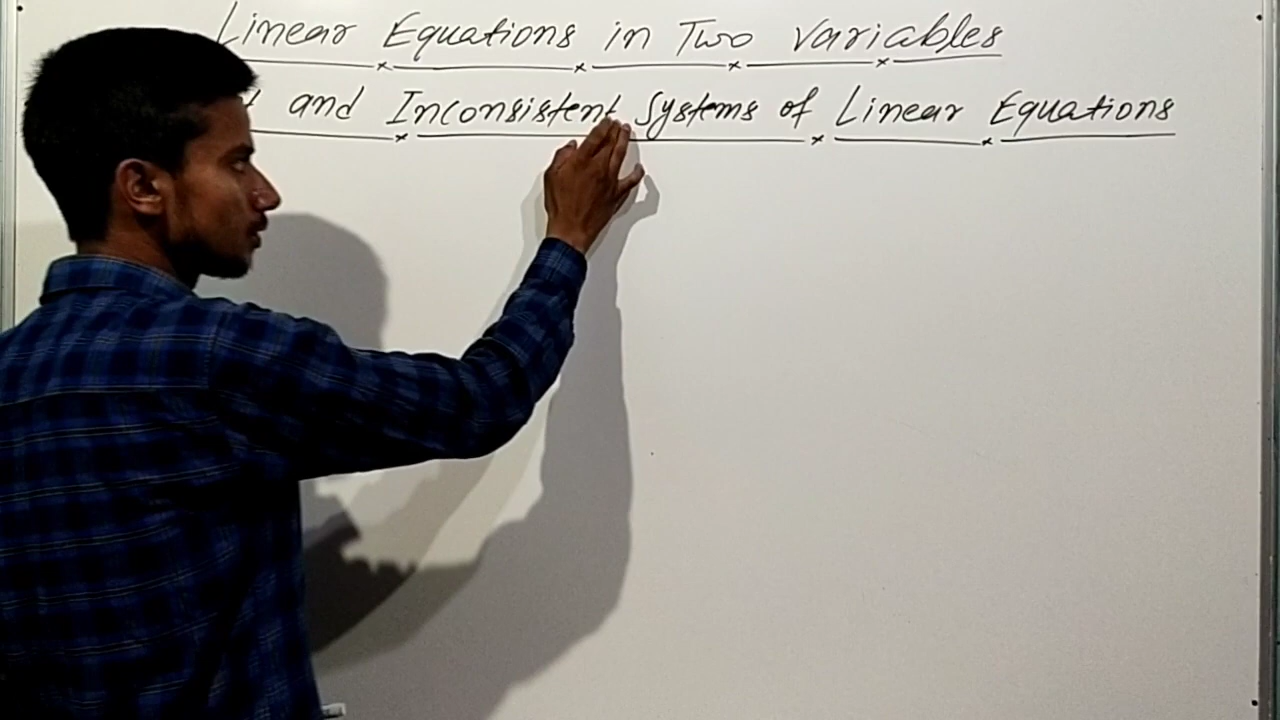 Linear Equations in Two Variables
and Inconsistent Systems of Linear Equations